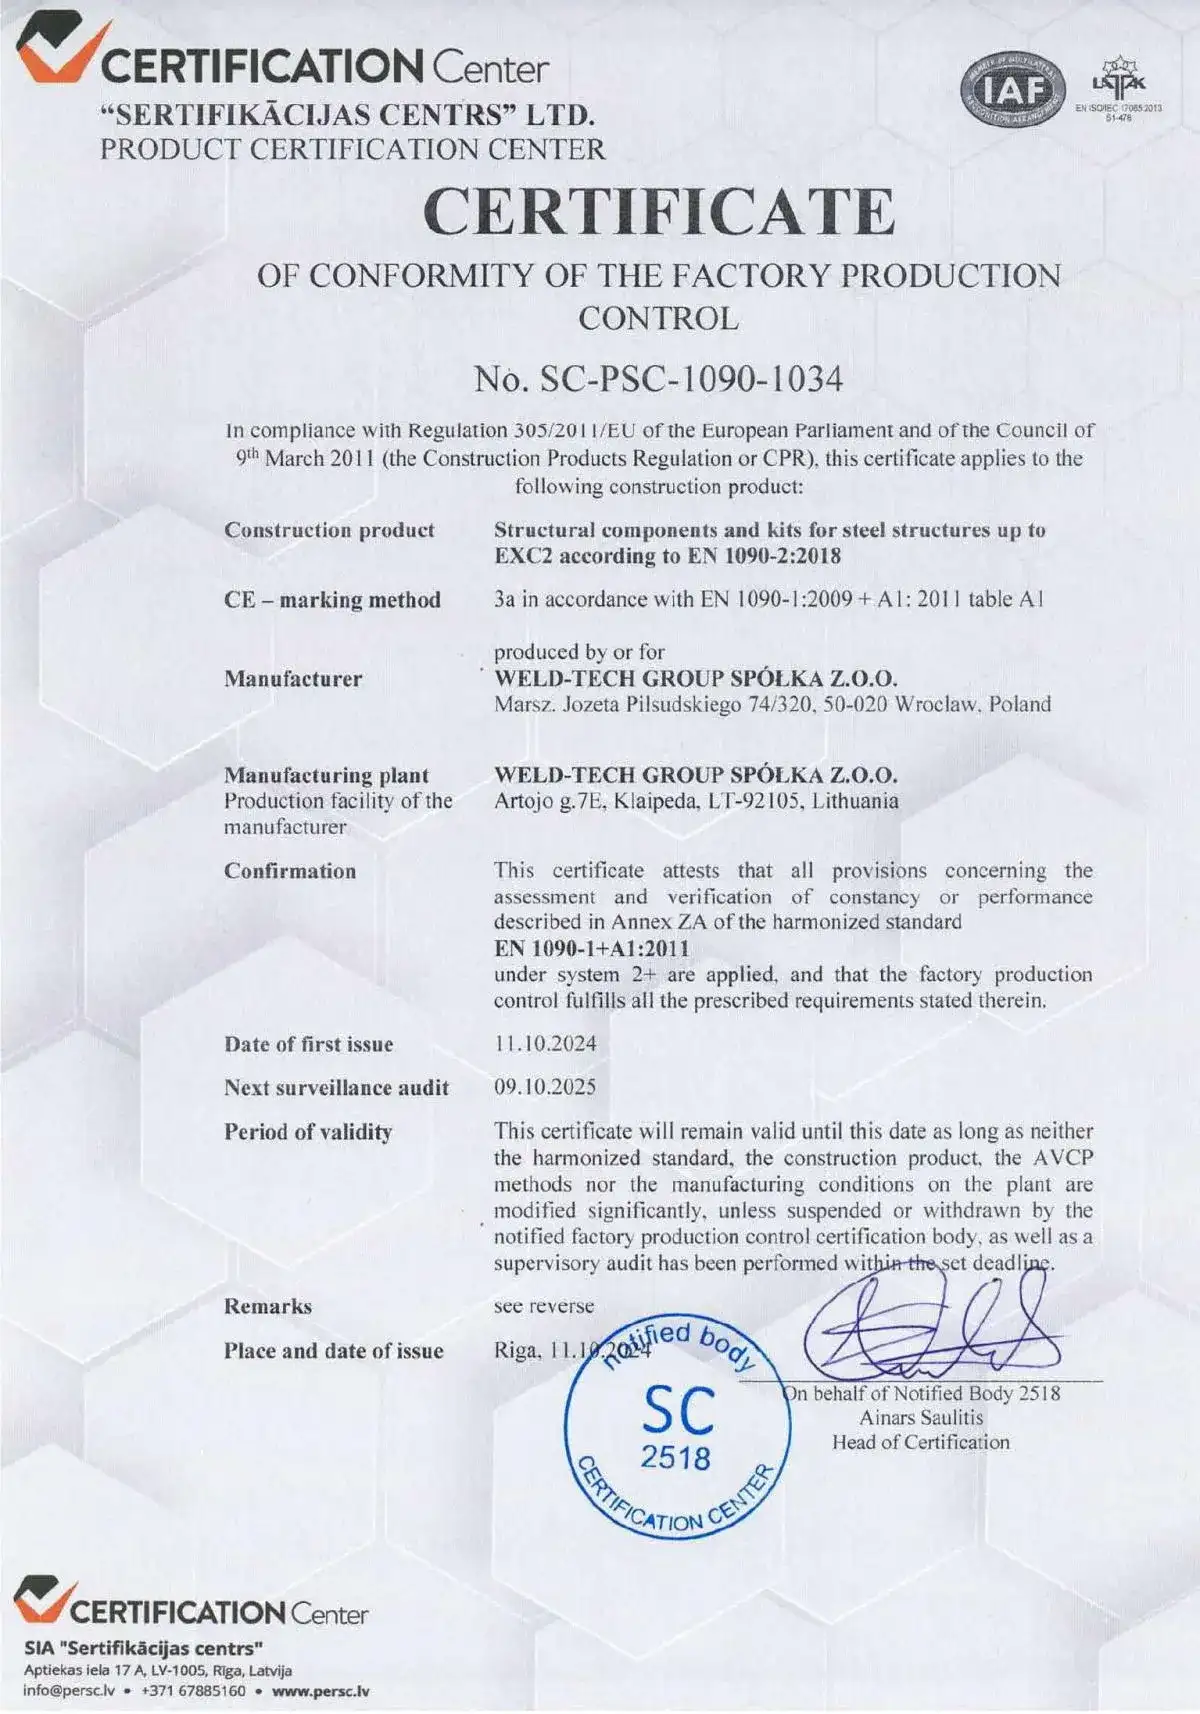 CERTIFICATION Center
“SERTIFIKĀCIJAS CENTRS” LTD.
PRODUCT CERTIFICATION CENTER
MEMBER OF MULTILATERAL
IAF
RECOGNITION ARRANGEMENT
LATAK
EN ISO/IEC 17065:2013
S1-476
CERTIFICATE
OF CONFORMITY OF THE FACTORY PRODUCTION
CONTROL
No. SC-PSC-1090-1034
In compliance with Regulation 305/2011/EU of the European Parliament and of the Council of
9th March 2011 (the Construction Products Regulation or CPR), this certificate applies to the
following construction product:
Construction product Structural components and kits for steel structures up to
EXC2 according to EN 1090-2:2018
CE – marking method 3a in accordance with EN 1090-1:2009 + A1: 2011 table A1
produced by or for
Manufacturer WELD-TECH GROUP SPÓŁKA Z.O.O.
Marsz. Jozeta Pilsudskiego 74/320, 50-020 Wroclaw, Poland
Manufacturing plant WELD-TECH GROUP SPÓŁKA Z.O.O.
Production facility of the Artojo g.7E, Klaipeda, LT-92105, Lithuania
manufacturer
Confirmation This certificate attests that all provisions concerning the
assessment and verification of constancy or performance
described in Annex ZA of the harmonized standard
EN 1090-1+A1:2011
under system 2+ are applied, and that the factory production
control fulfills all the prescribed requirements stated therein.
Date of first issue 11.10.2024
Next surveillance audit 09.10.2025
Period of validity This certificate will remain valid until this date as long as neither
the harmonized standard, the construction product, the AVCP
methods nor the manufacturing conditions on the plant are
modified significantly, unless suspended or withdrawn by the
notified factory production control certification body, as well as a
supervisory audit has been performed within the set deadline.
Remarks see reverse
Place and date of issue Riga, 11.10.2024
notified body
SC
2518
CERTIFICATION CENTER
On behalf of Notified Body 2518
Ainars Saulitis
Head of Certification
CERTIFICATION Center
SIA "Sertifikācijas centrs"
Aptiekas iela 17 A, LV-1005, Rīga, Latvija
info@persc.lv • +371 67885160 • www.persc.lv